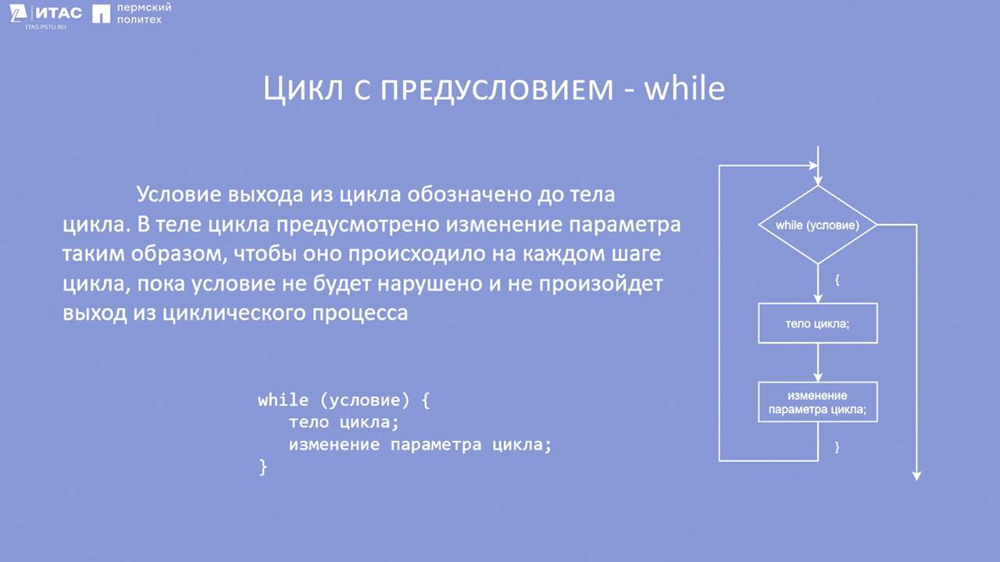 ИТАС
ITAS.PSTU.RU
пермский
политех
Цикл с предусловием - while
Условие выхода из цикла обозначено до тела
цикла. В теле цикла предусмотрено изменение параметра
таким образом, чтобы оно происходило на каждом шаге
цикла, пока условие не будет нарушено и не произойдет
выход из циклического процесса
while (условие) {
тело цикла;
изменение параметра цикла;
}
while (условие)
{
тело цикла;
изменение
параметра цикла;
}